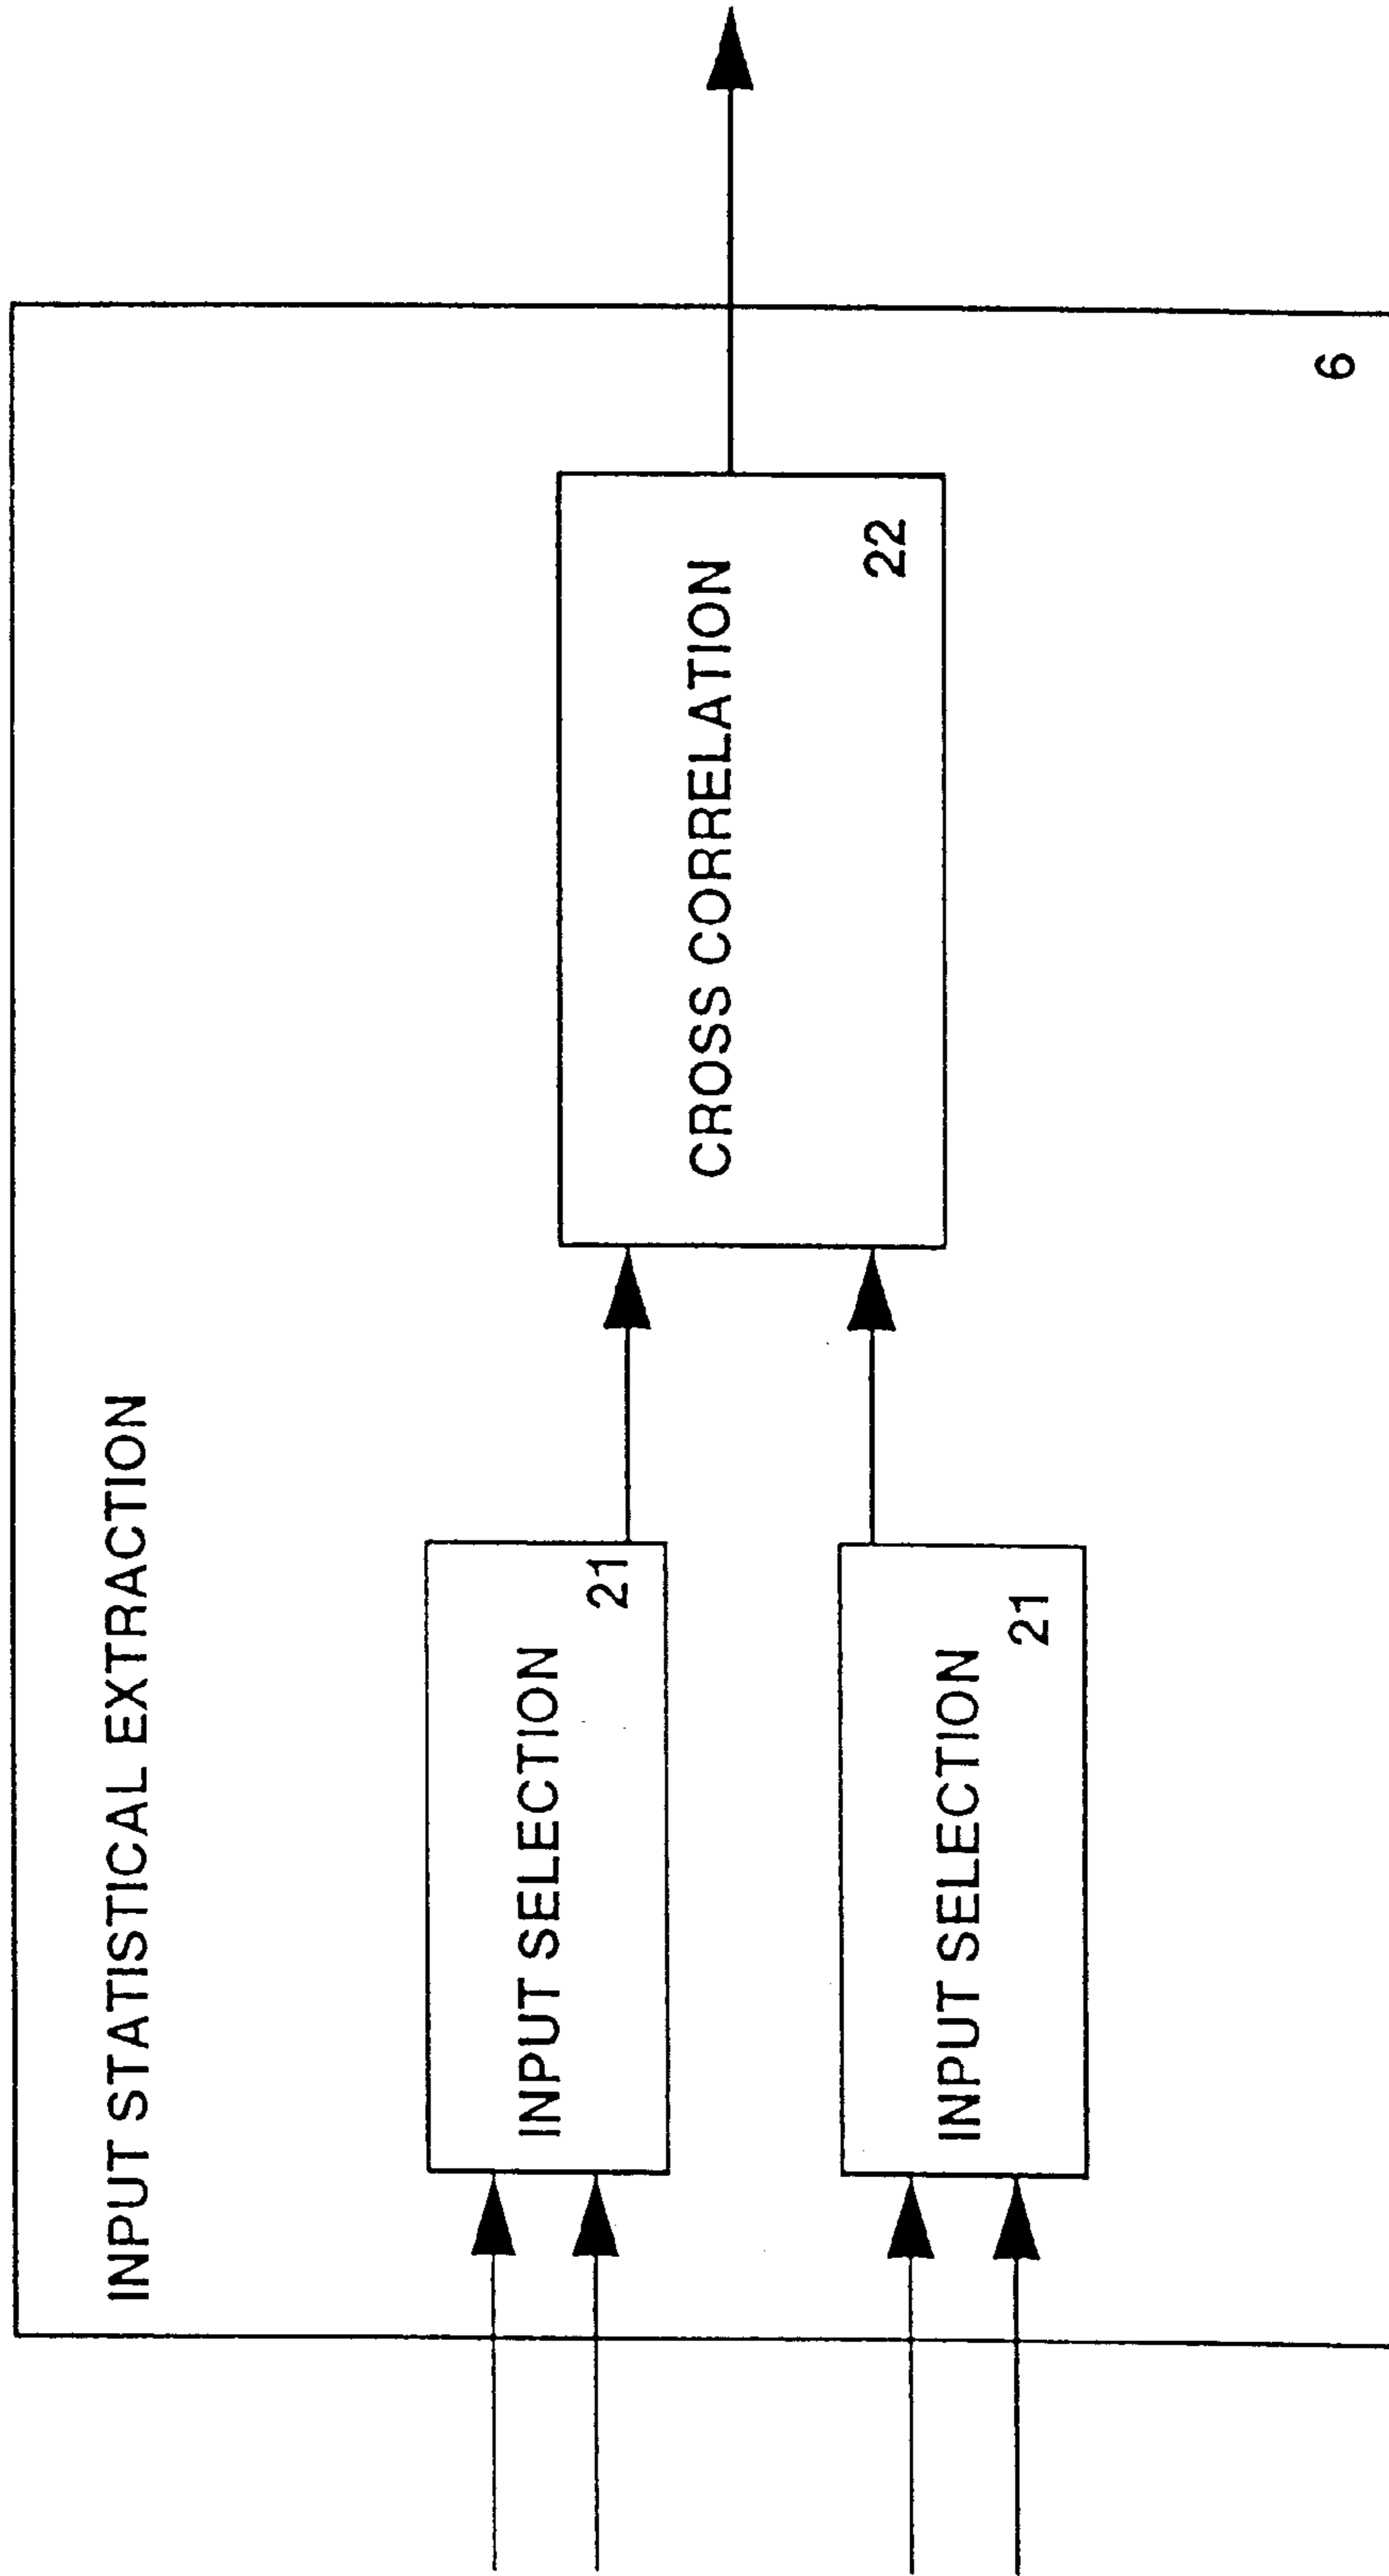 INPUT STATISTICAL EXTRACTION
INPUT SELECTION
21
INPUT SELECTION
21
CROSS CORRELATION
22
6